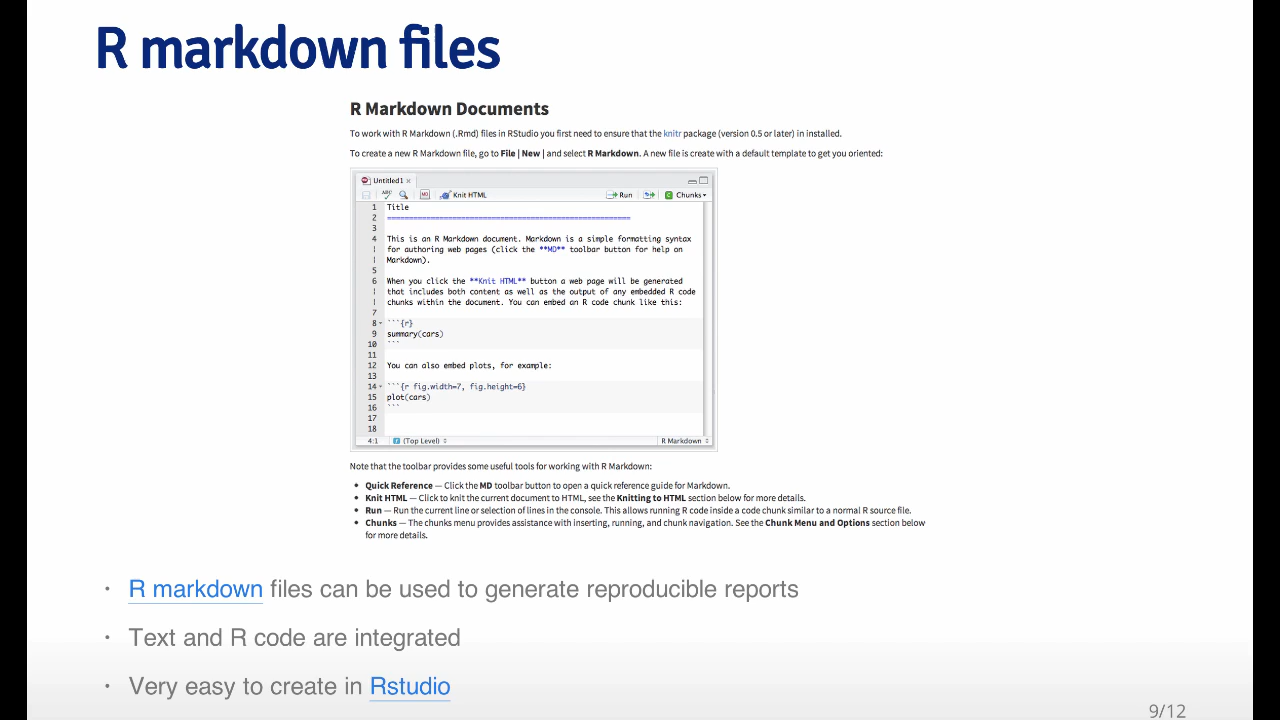 R markdown files
R Markdown Documents
To work with R Markdown (.Rmd) files in RStudio you first need to ensure that the knitr package (version 0.5 or later) in installed.
To create a new R Markdown file, go to File | New | and select R Markdown. A new file is create with a default template to get you oriented:
Untitled1 ×
ABC MD Knit HTML Run Chunks
1 Title
2 ======================================================
3
4 This is an R Markdown document. Markdown is a simple formatting syntax
for authoring web pages (click the **MD** toolbar button for help on
Markdown).
5
6 When you click the **Knit HTML** button a web page will be generated
that includes both content as well as the output of any embedded R code
chunks within the document. You can embed an R code chunk like this:
7
8 ```{r}
9 summary(cars)
10 ```
11
12 You can also embed plots, for example:
13
14 ```{r fig.width=7, fig.height=6}
15 plot(cars)
16 ```
17
18
4:1 (Top Level) R Markdown
Note that the toolbar provides some useful tools for working with R Markdown:
• Quick Reference — Click the MD toolbar button to open a quick reference guide for Markdown.
• Knit HTML — Click to knit the current document to HTML, see the Knitting to HTML section below for more details.
• Run — Run the current line or selection of lines in the console. This allows running R code inside a code chunk similar to a normal R source file.
• Chunks — The chunks menu provides assistance with inserting, running, and chunk navigation. See the Chunk Menu and Options section below
for more details.
· R markdown files can be used to generate reproducible reports
· Text and R code are integrated
· Very easy to create in Rstudio
9/12